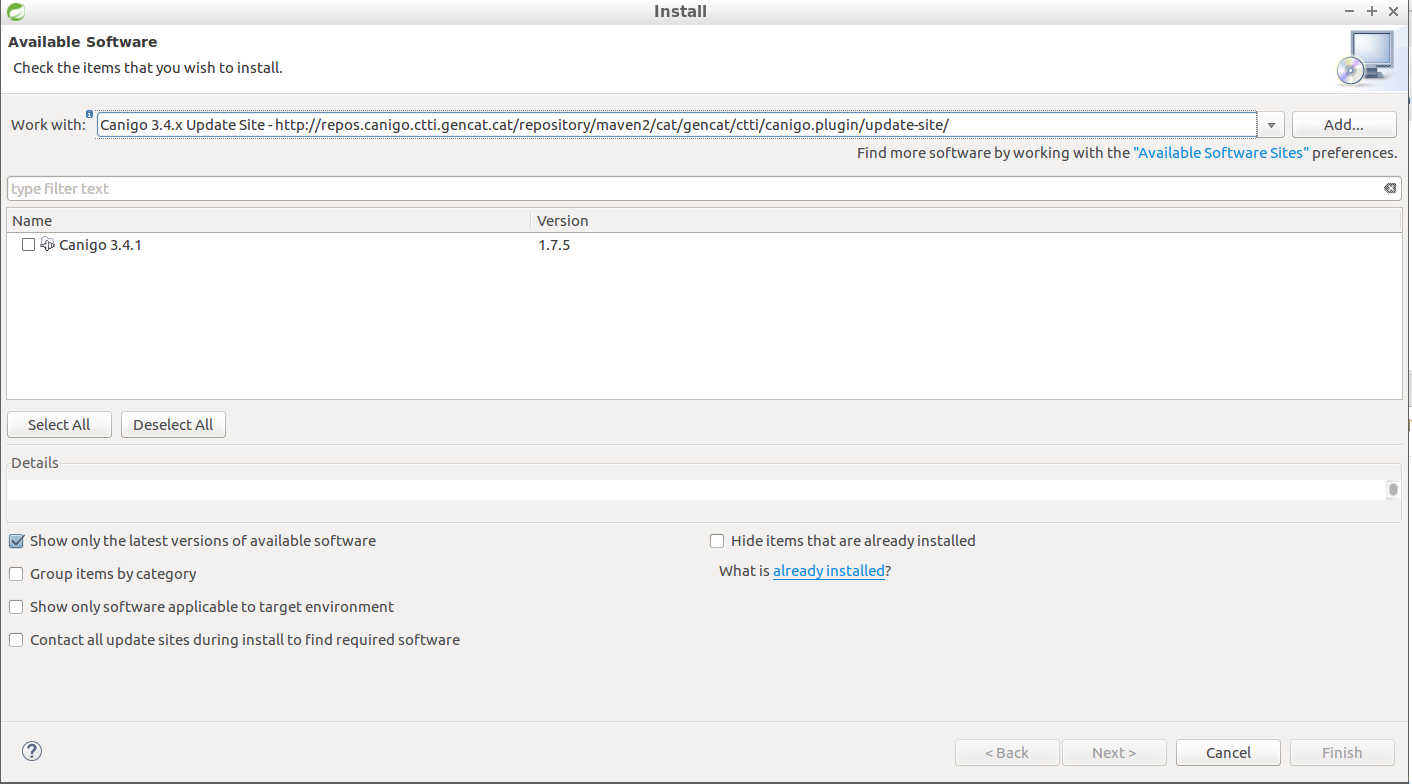 Install
Available Software
Check the items that you wish to install.
Work with: Canigo 3.4.x Update Site - http://repos.canigo.ctti.gencat.cat/repository/maven2/cat/gencat/ctti/canigo.plugin/update-site/ Add...
Find more software by working with the "Available Software Sites" preferences.
type filter text
Name Version
Canigo 3.4.1 1.7.5
Select All Deselect All
Details
Show only the latest versions of available software Hide items that are already installed
Group items by category What is already installed?
Show only software applicable to target environment
Contact all update sites during install to find required software
< Back Next > Cancel Finish